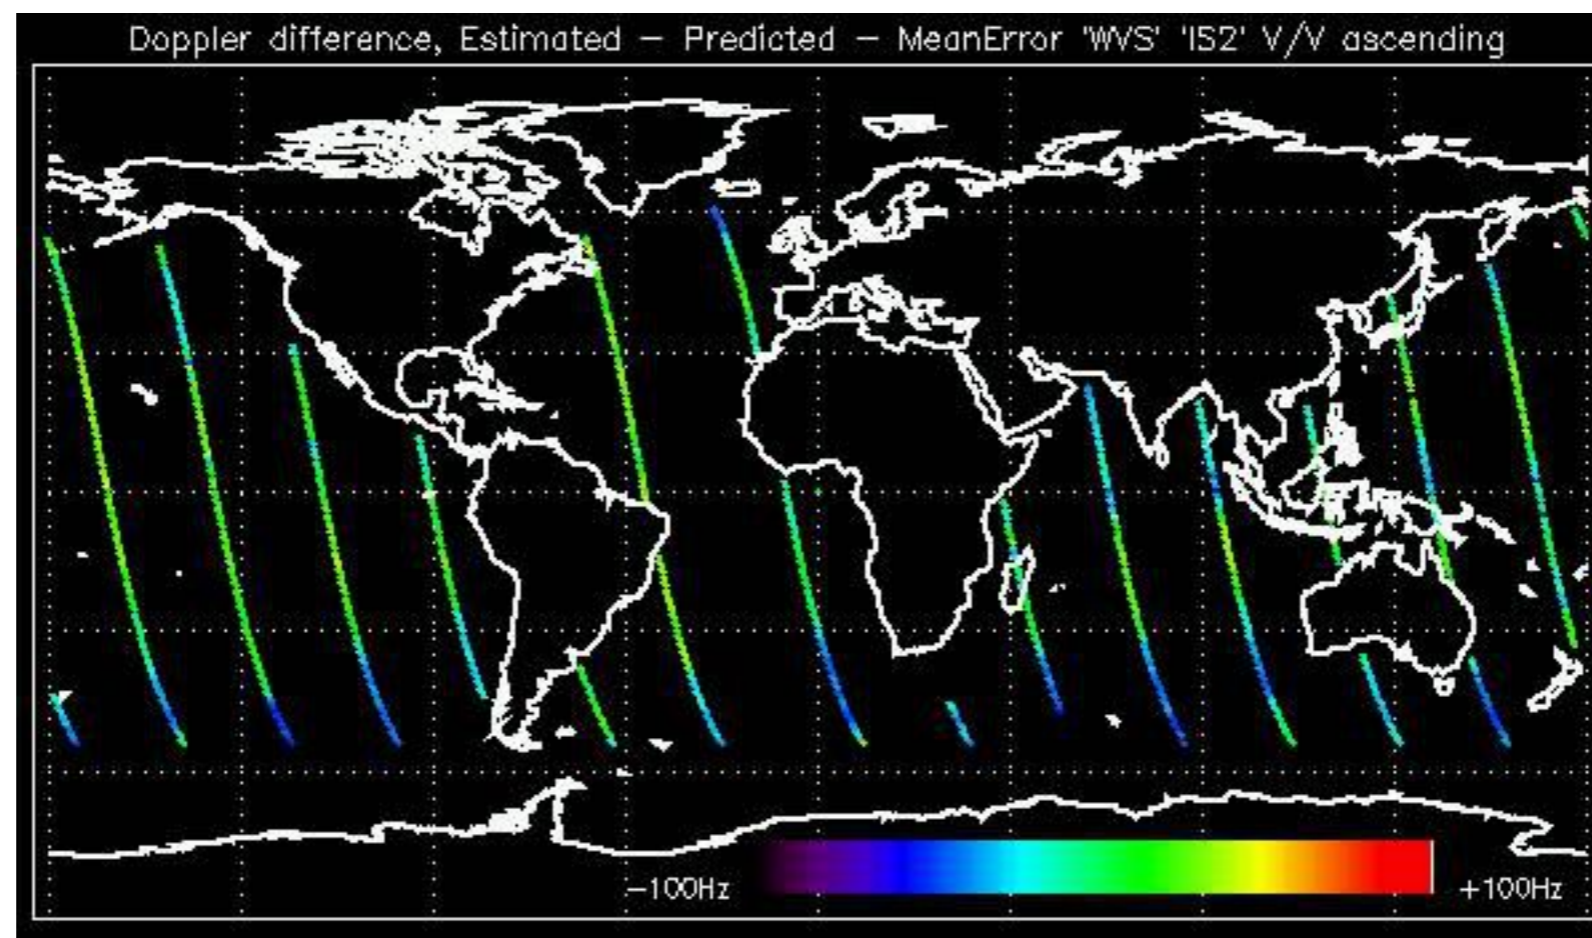 Doppler difference, Estimated – Predicted – MeanError 'WVS' 'IS2' V/V ascending
–100Hz
+100Hz